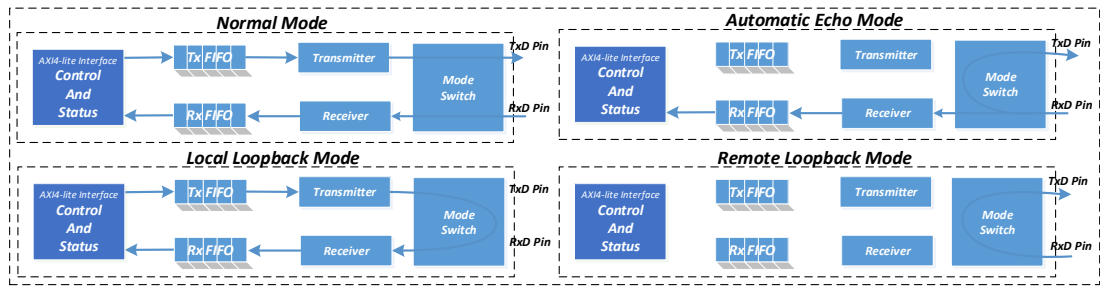 Normal Mode
AXI4-lite Interface
Control
And
Status
Tx FIFO
Transmitter
Rx FIFO
Receiver
Mode
Switch
TxD Pin
RxD Pin
Automatic Echo Mode
AXI4-lite Interface
Control
And
Status
Tx FIFO
Transmitter
Rx FIFO
Receiver
Mode
Switch
TxD Pin
RxD Pin
Local Loopback Mode
AXI4-lite Interface
Control
And
Status
Tx FIFO
Transmitter
Rx FIFO
Receiver
Mode
Switch
TxD Pin
RxD Pin
Remote Loopback Mode
AXI4-lite Interface
Control
And
Status
Tx FIFO
Transmitter
Rx FIFO
Receiver
Mode
Switch
TxD Pin
RxD Pin